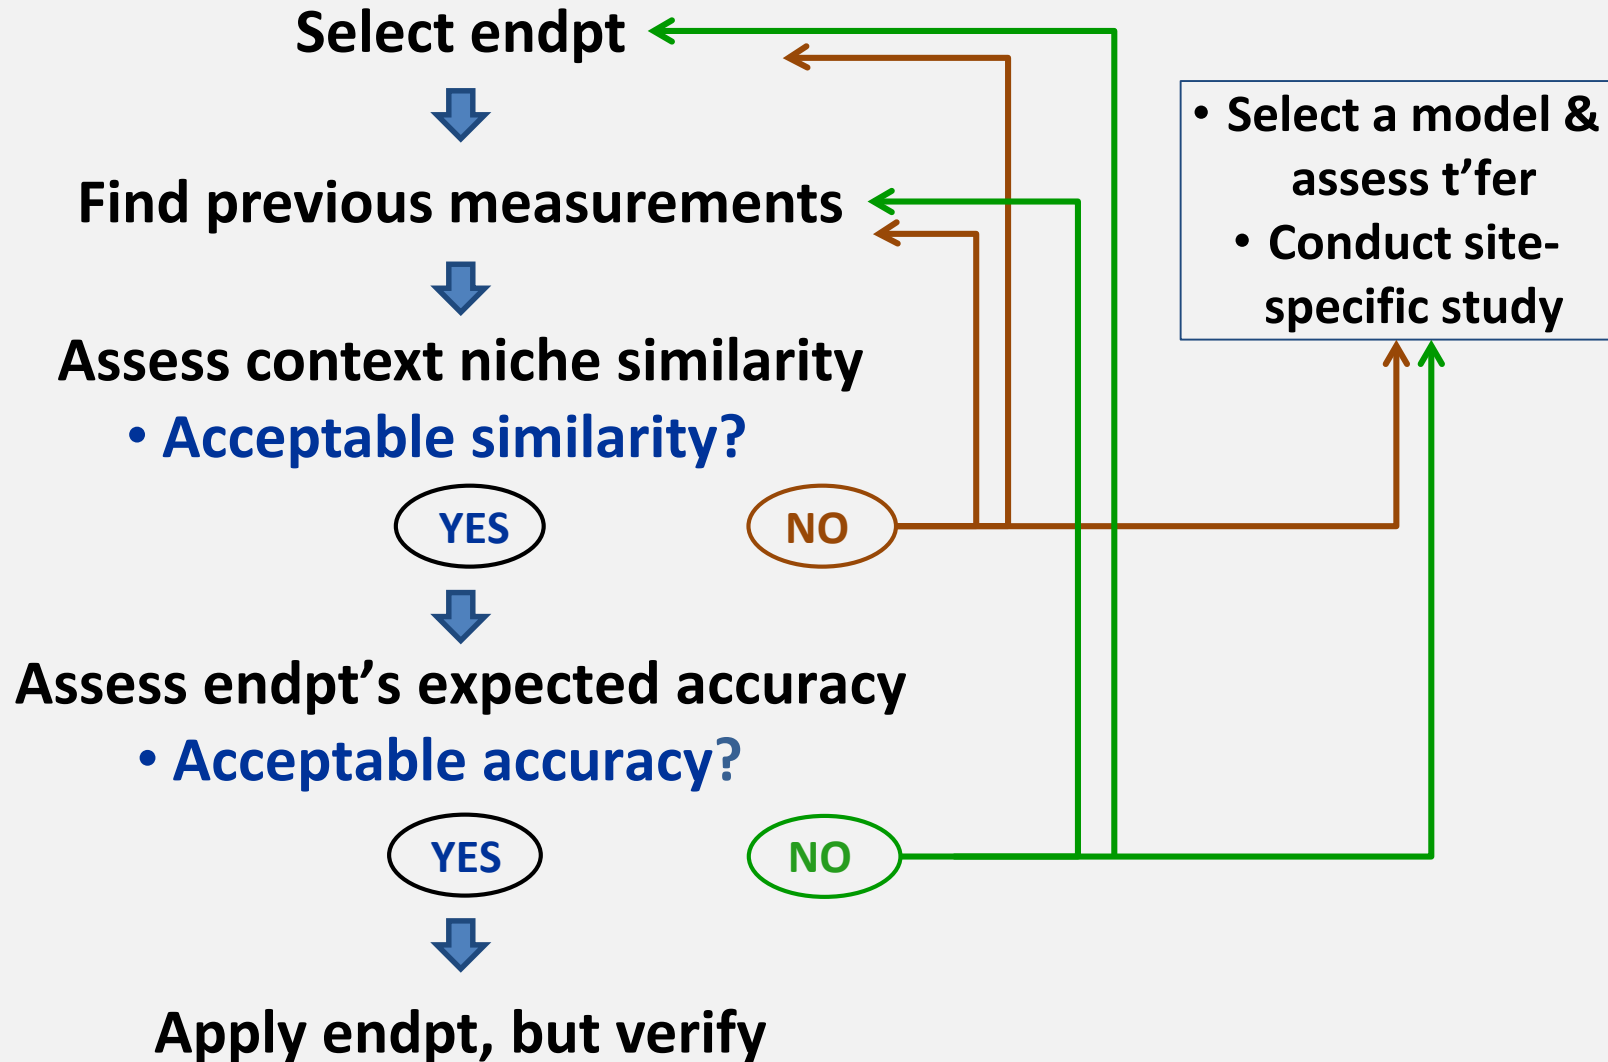 Select endpt
Find previous measurements
Assess context niche similarity
• Acceptable similarity?
YES
NO
Assess endpt’s expected accuracy
• Acceptable accuracy?
YES
NO
Apply endpt, but verify
• Select a model &
assess t’fer
• Conduct site-
specific study